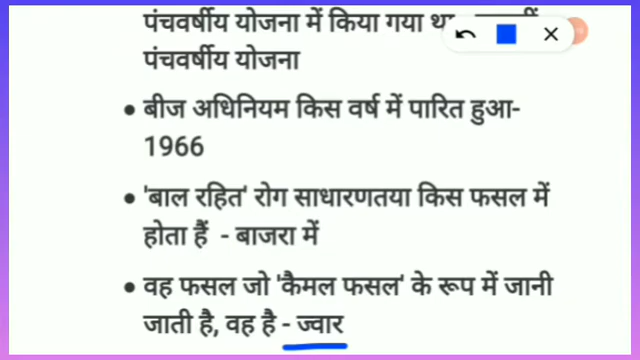 पंचवर्षीय योजना में किया गया था
पंचवर्षीय योजना
• बीज अधिनियम किस वर्ष में पारित हुआ-
1966
• 'बाल रहित' रोग साधारणतया किस फसल में
होता हैं - बाजरा में
• वह फसल जो 'कैमल फसल' के रूप में जानी
जाती है, वह है - ज्वार